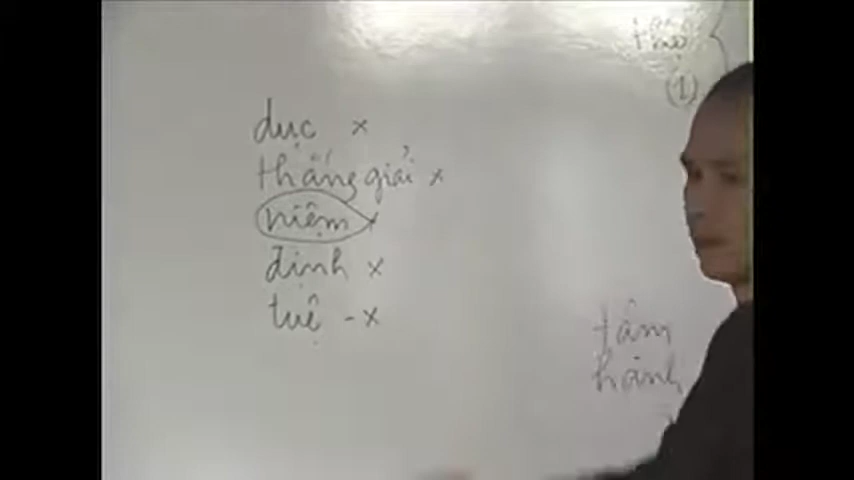 dục x
thắng giải x
niệm x
định x
tuệ - x
(1)
tâm
hành